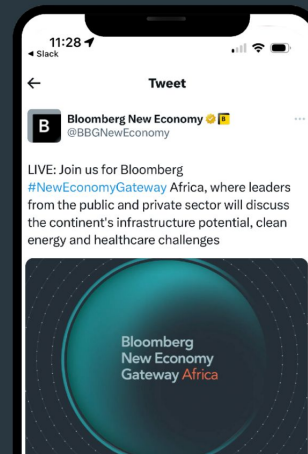 11:28
◄ Slack
Tweet
B
Bloomberg New Economy B
@BBGNewEconomy
LIVE: Join us for Bloomberg
#NewEconomyGateway Africa, where leaders
from the public and private sector will discuss
the continent's infrastructure potential, clean
energy and healthcare challenges
Bloomberg
New Economy
Gateway Africa